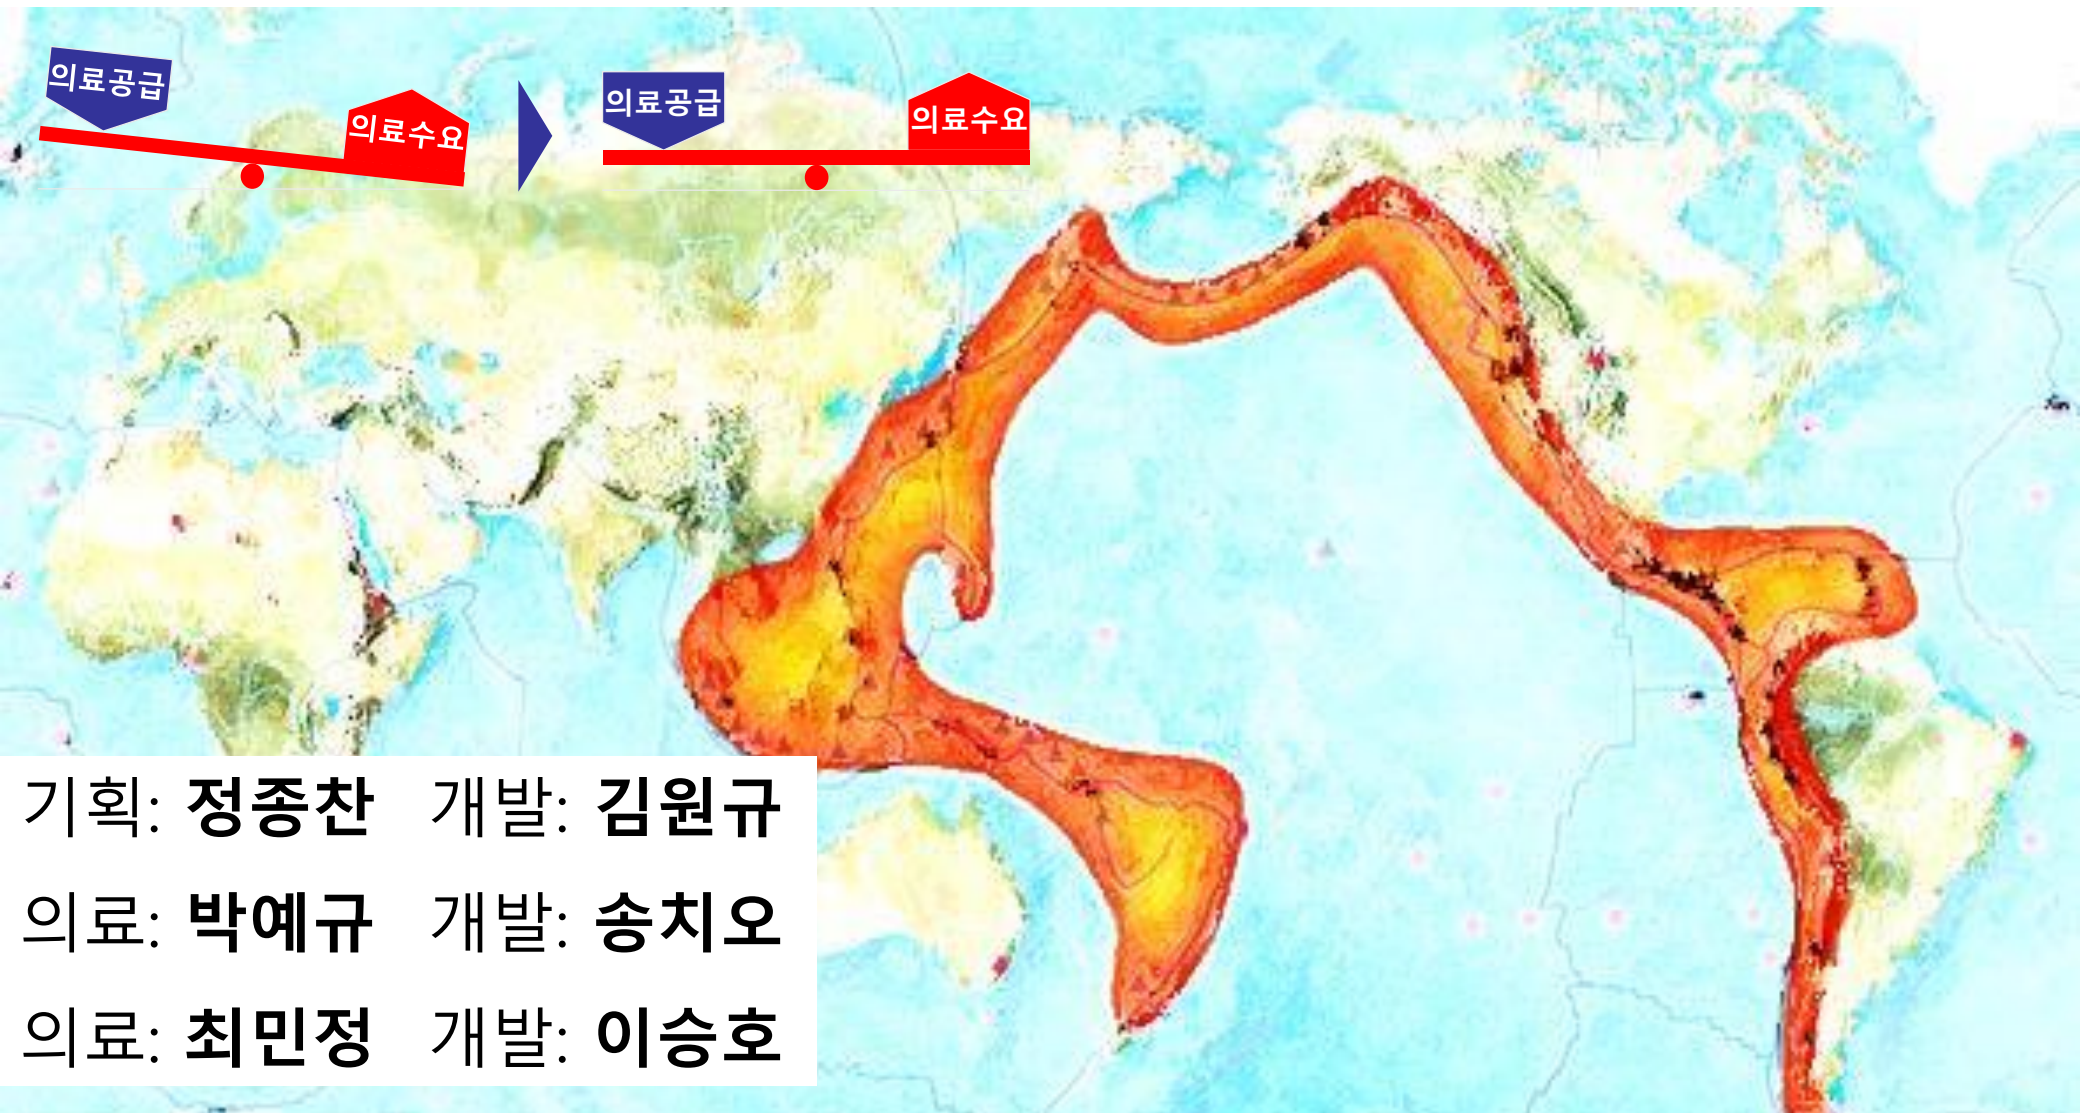 의료공급
의료수요
의료공급
의료수요
기획: 정종찬 개발: 김원규
의료: 박예규 개발: 송치오
의료: 최민정 개발: 이승호